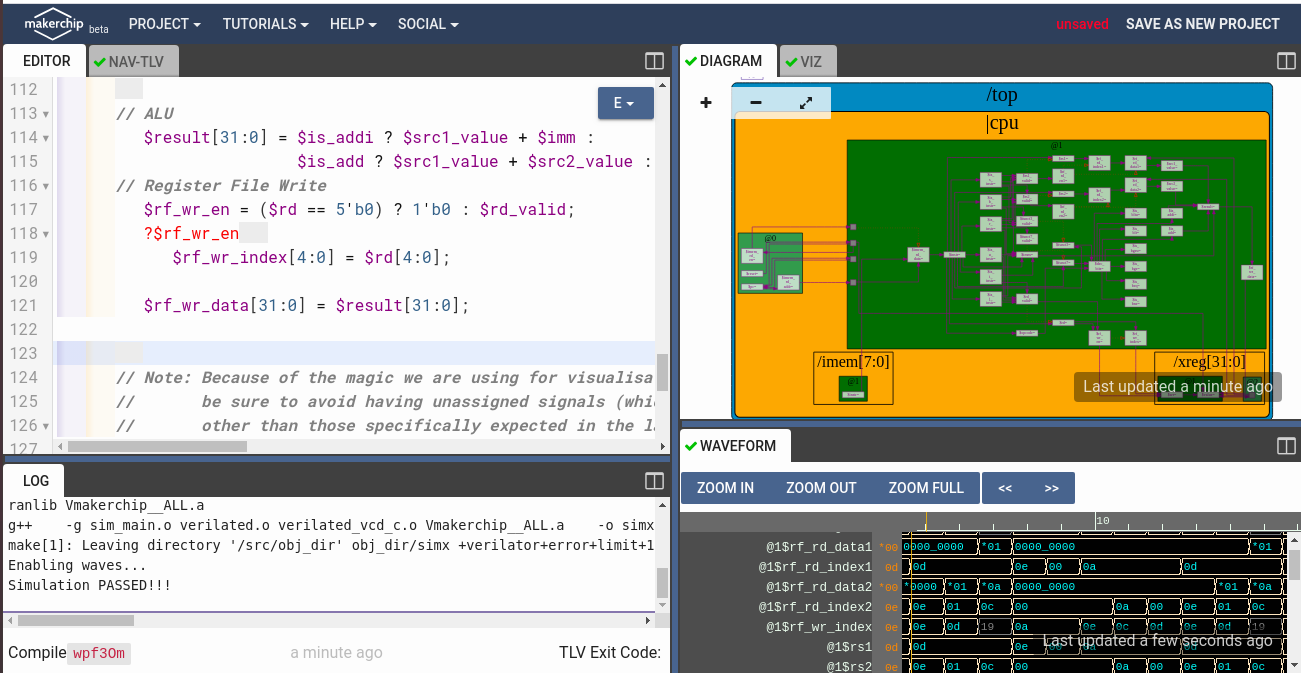 makerchip beta PROJECT TUTORIALS HELP SOCIAL unsaved SAVE AS NEW PROJECT
EDITOR NAV-TLV
E
112
113 // ALU
114 $result[31:0] = $is_addi ? $src1_value + $imm :
115 $is_add ? $src1_value + $src2_value :
116 // Register File Write
117 $rf_wr_en = ($rd == 5'b0) ? 1'b0 : $rd_valid;
118 ?$rf_wr_en
119 $rf_wr_index[4:0] = $rd[4:0];
120
121 $rf_wr_data[31:0] = $result[31:0];
122
123
124 // Note: Because of the magic we are using for visualisa
125 // be sure to avoid having unassigned signals (whi
126 // other than those specifically expected in the l
127
LOG
ranlib Vmakerchip__ALL.a
g++ -g sim_main.o verilated.o verilated_vcd_c.o Vmakerchip__ALL.a -o simx
make[1]: Leaving directory '/src/obj_dir' obj_dir/simx +verilator+error+limit+1
Enabling waves...
Simulation PASSED!!!
Compile wpf3Om a minute ago TLV Exit Code:
DIAGRAM VIZ
/top
|cpu
@1
@0
/imem[7:0] /xreg[31:0]
@1
Last updated a minute ago
WAVEFORM
ZOOM IN ZOOM OUT ZOOM FULL << >>
10
@1$rf_rd_data1 *00 0000_0000 *01 0000_0000 *01
@1$rf_rd_index1 0d 0d 0e 00 0a 0d
@1$rf_rd_data2 *00 *0000 *01 *0a 0000_0000 *01 *0a
@1$rf_rd_index2 0d 0e 01 0c 00 0a 00 0e 01 0c
@1$rf_wr_index 0e 0e 0d 19 0a 0e 0c 0d 0e 0d 19
@1$rs1 0d 0d 0e 00 0a 0d
@1$rs2 0e 0e 01 0c 00 0a 00 0e 01 0c
Last updated a few seconds ago